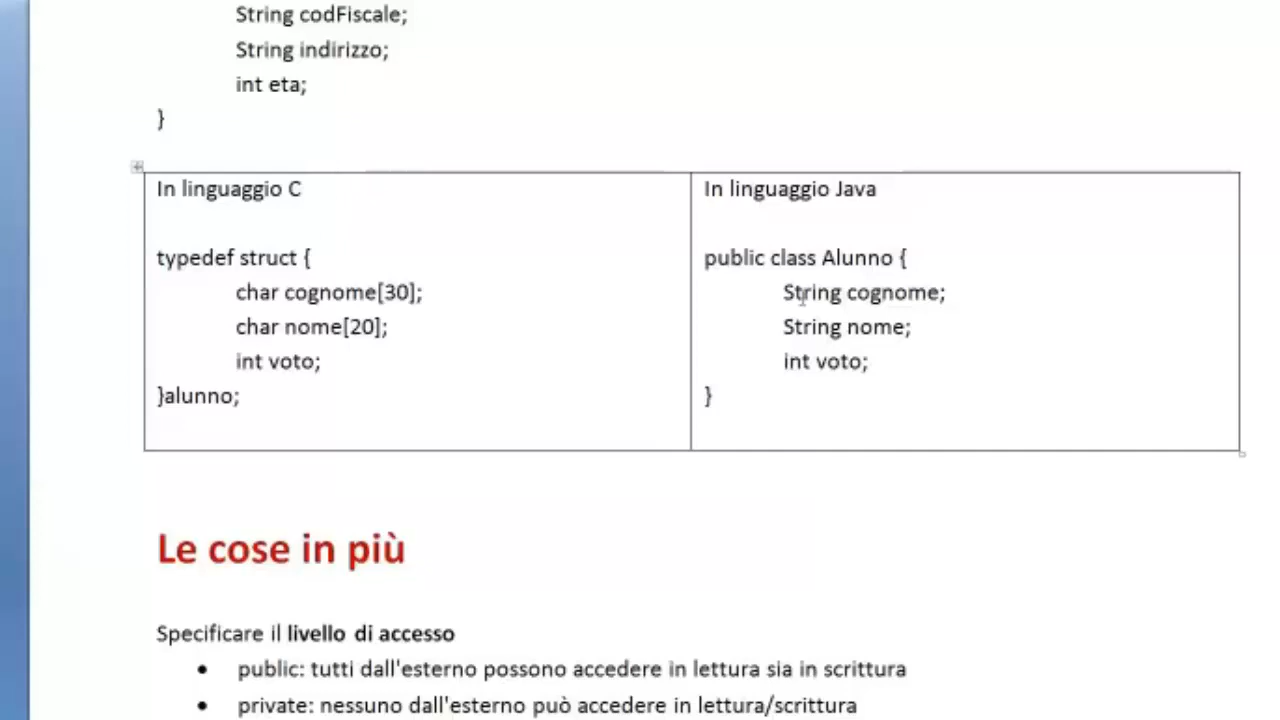 String codFiscale;
String indirizzo;
int eta;
}
In linguaggio C
typedef struct {
char cognome[30];
char nome[20];
int voto;
}alunno;
In linguaggio Java
public class Alunno {
String cognome;
String nome;
int voto;
}
Le cose in più
Specificare il livello di accesso
• public: tutti dall'esterno possono accedere in lettura sia in scrittura
• private: nessuno dall'esterno può accedere in lettura/scrittura